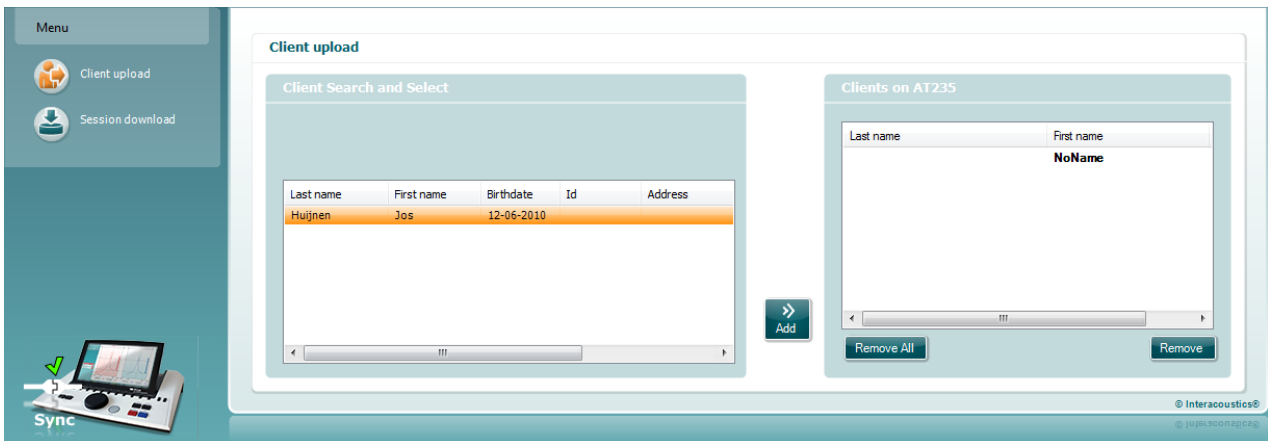 Menu
Client upload
Session download
Sync
Client upload
Client Search and Select
Last name First name Birthdate Id Address
Huijnen Jos 12-06-2010
Add
Clients on AT235
Last name First name
NoName
Remove All Remove
© Interacoustics®